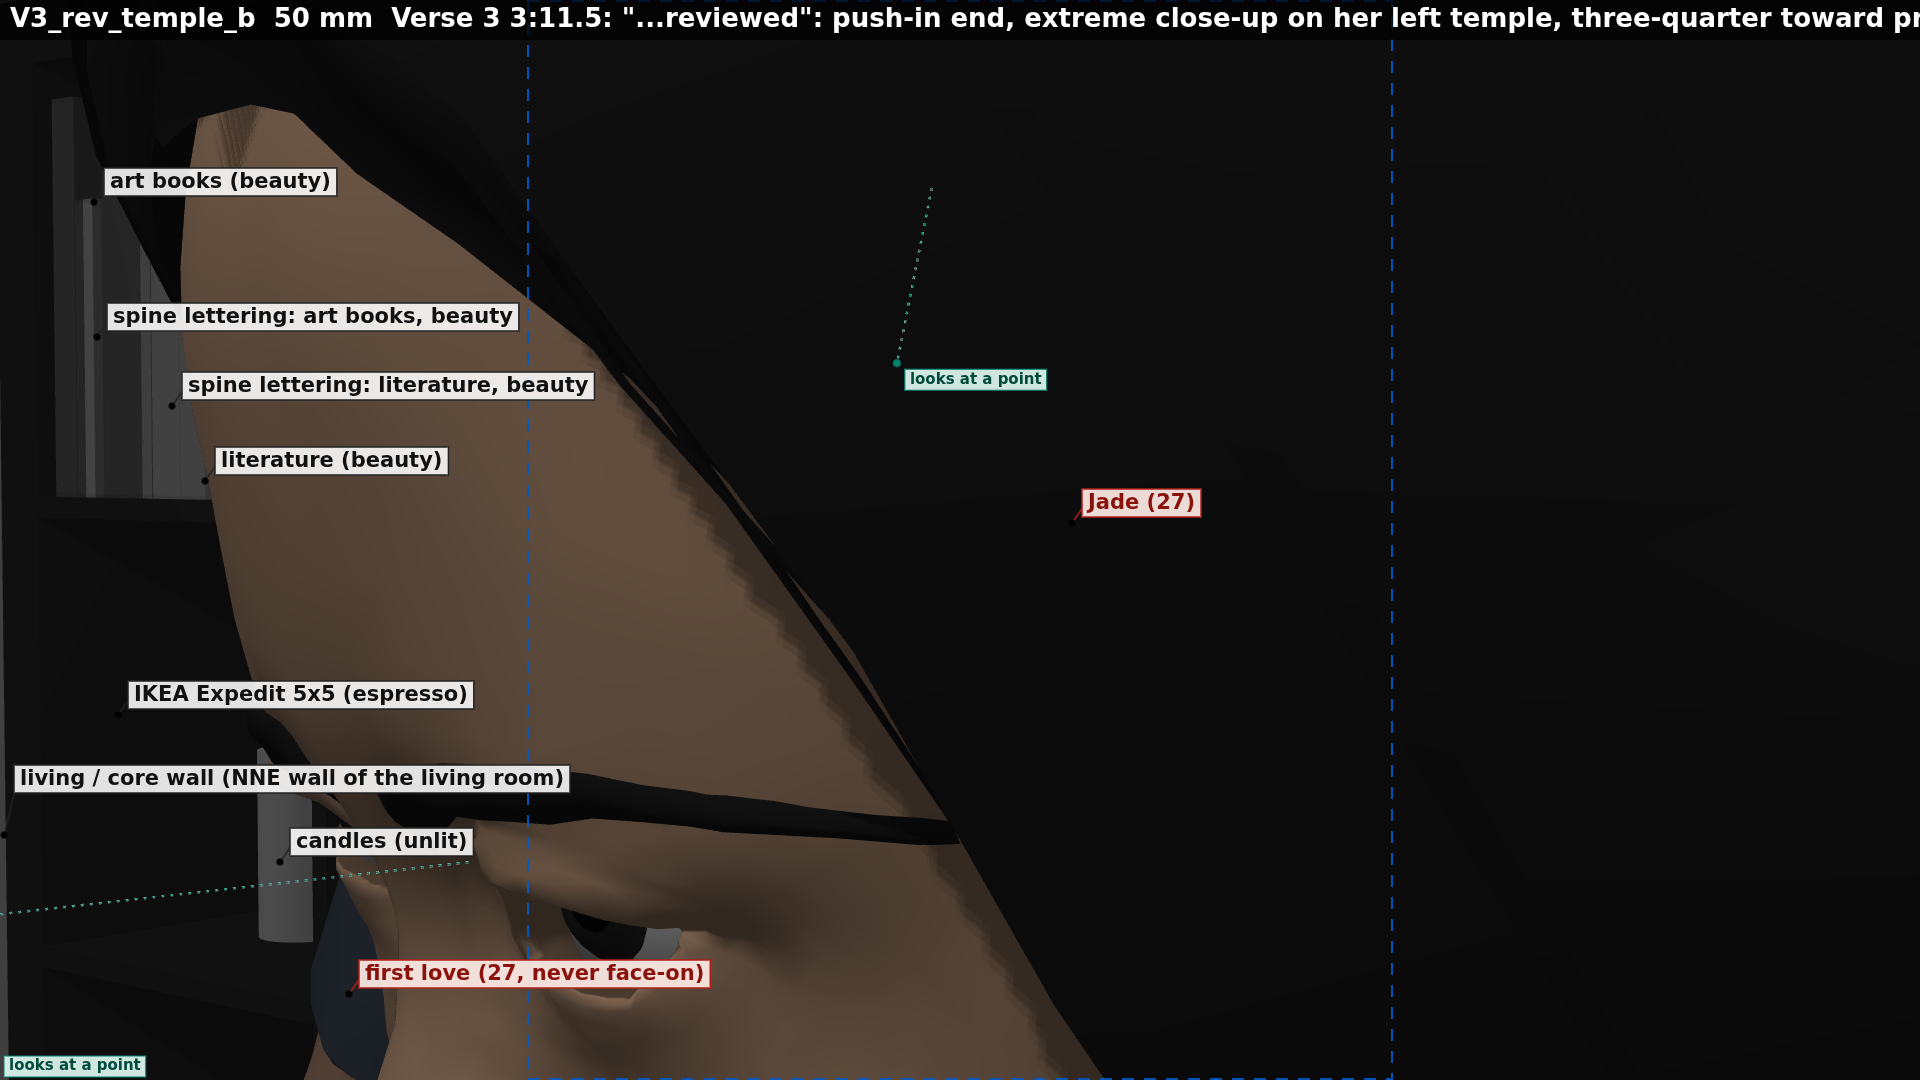 V3_rev_temple_b  50 mm  Verse 3 3:11.5: "...reviewed": push-in end, extreme close-up on her left temple, three-quarter toward pr
art books (beauty)
spine lettering: art books, beauty
looks at a point
spine lettering: literature, beauty
literature (beauty)
Jade (27)
IKEA Expedit 5x5 (espresso)
living / core wall (NNE wall of the living room)
candles (unlit)
first love (27, never face-on)
looks at a point